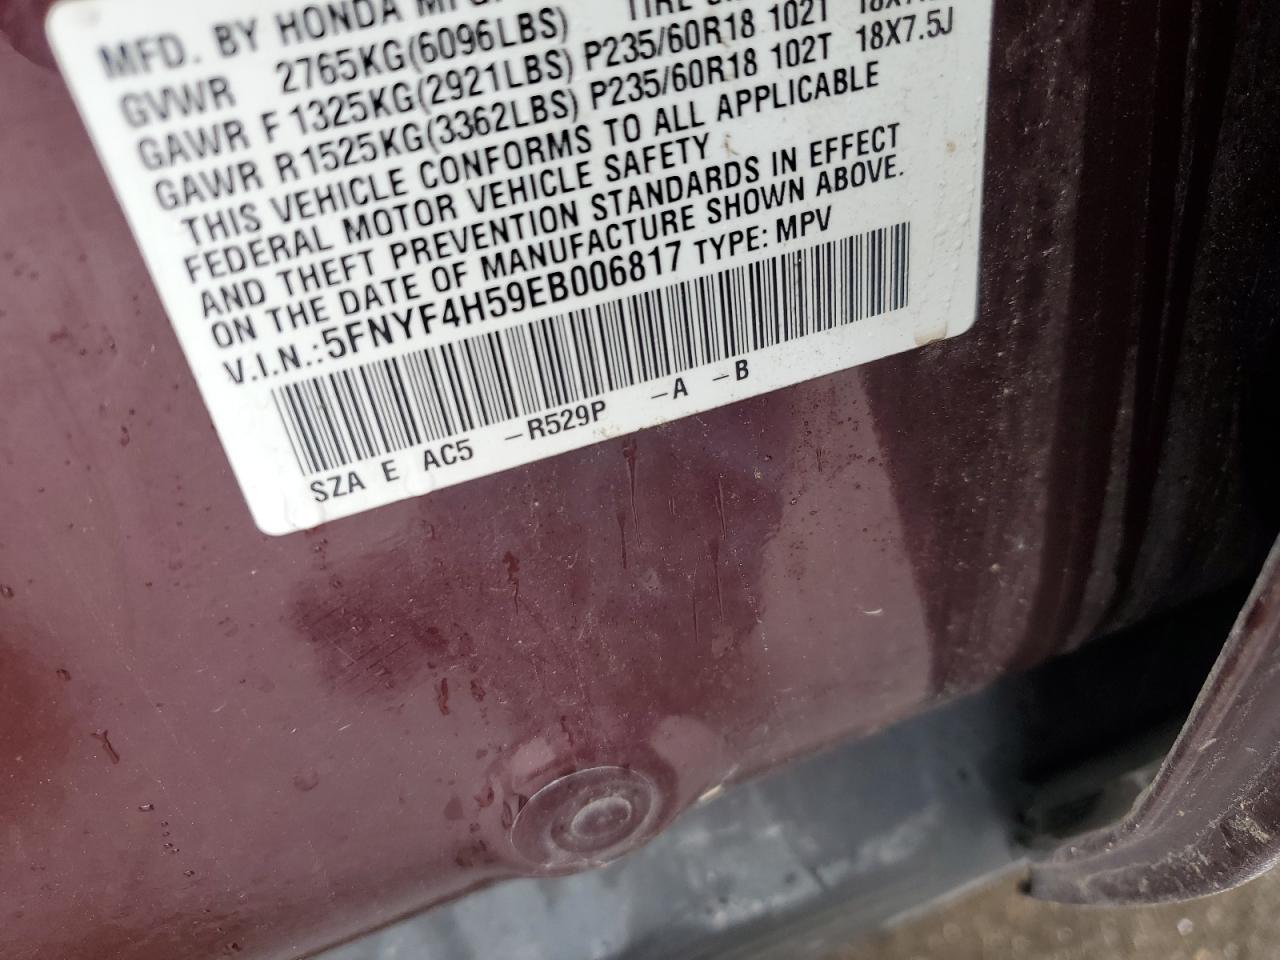 MFD. BY HONDA MFG.
GVWR 2765KG(6096LBS) TIRE
GAWR F 1325KG(2921LBS) P235/60R18 102T
GAWR R1525KG(3362LBS) P235/60R18 102T 18X7.5J
THIS VEHICLE CONFORMS TO ALL APPLICABLE
FEDERAL MOTOR VEHICLE SAFETY
AND THEFT PREVENTION STANDARDS IN EFFECT
ON THE DATE OF MANUFACTURE SHOWN ABOVE.
V.I.N.:5FNYF4H59EB006817 TYPE: MPV
SZA E AC5 -R529P -A -B